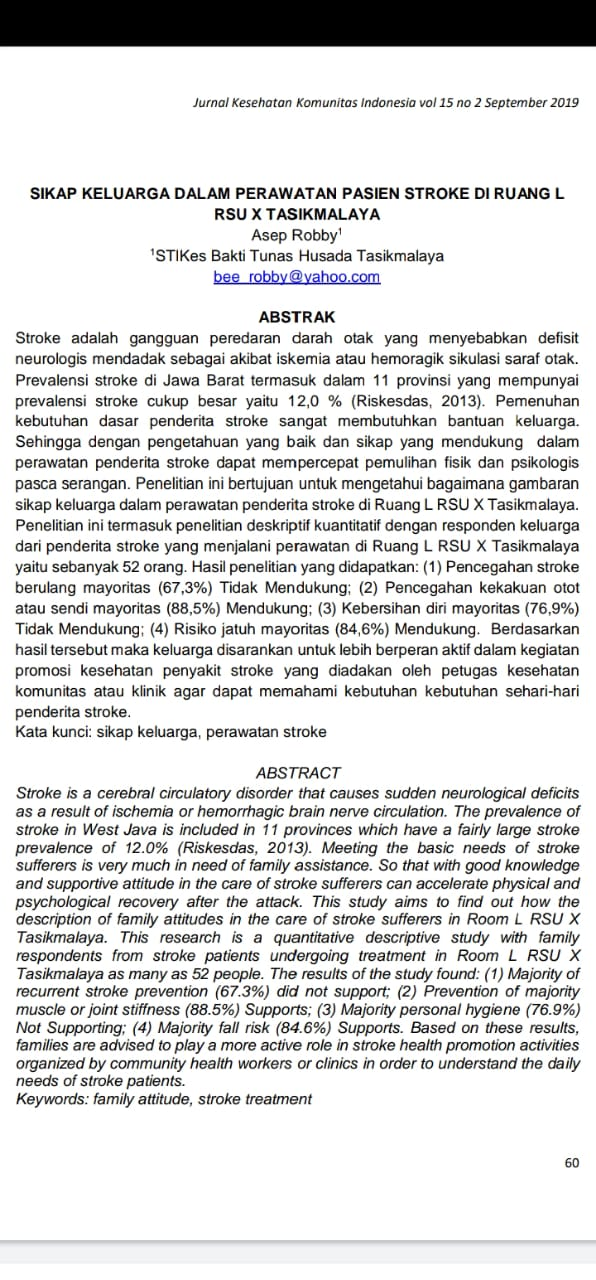 Jurnal Kesehatan Komunitas Indonesia vol 15 no 2 September 2019
SIKAP KELUARGA DALAM PERAWATAN PASIEN STROKE DI RUANG L
RSU X TASIKMALAYA
Asep Robby¹
¹STIKes Bakti Tunas Husada Tasikmalaya
bee_robby@yahoo.com
ABSTRAK
Stroke adalah gangguan peredaran darah otak yang menyebabkan defisit
neurologis mendadak sebagai akibat iskemia atau hemoragik sikulasi saraf otak.
Prevalensi stroke di Jawa Barat termasuk dalam 11 provinsi yang mempunyai
prevalensi stroke cukup besar yaitu 12,0 % (Riskesdas, 2013). Pemenuhan
kebutuhan dasar penderita stroke sangat membutuhkan bantuan keluarga.
Sehingga dengan pengetahuan yang baik dan sikap yang mendukung dalam
perawatan penderita stroke dapat mempercepat pemulihan fisik dan psikologis
pasca serangan. Penelitian ini bertujuan untuk mengetahui bagaimana gambaran
sikap keluarga dalam perawatan penderita stroke di Ruang L RSU X Tasikmalaya.
Penelitian ini termasuk penelitian deskriptif kuantitatif dengan responden keluarga
dari penderita stroke yang menjalani perawatan di Ruang L RSU X Tasikmalaya
yaitu sebanyak 52 orang. Hasil penelitian yang didapatkan: (1) Pencegahan stroke
berulang mayoritas (67,3%) Tidak Mendukung; (2) Pencegahan kekakuan otot
atau sendi mayoritas (88,5%) Mendukung; (3) Kebersihan diri mayoritas (76,9%)
Tidak Mendukung; (4) Risiko jatuh mayoritas (84,6%) Mendukung. Berdasarkan
hasil tersebut maka keluarga disarankan untuk lebih berperan aktif dalam kegiatan
promosi kesehatan penyakit stroke yang diadakan oleh petugas kesehatan
komunitas atau klinik agar dapat memahami kebutuhan kebutuhan sehari-hari
penderita stroke.
Kata kunci: sikap keluarga, perawatan stroke
ABSTRACT
Stroke is a cerebral circulatory disorder that causes sudden neurological deficits
as a result of ischemia or hemorrhagic brain nerve circulation. The prevalence of
stroke in West Java is included in 11 provinces which have a fairly large stroke
prevalence of 12.0% (Riskesdas, 2013). Meeting the basic needs of stroke
sufferers is very much in need of family assistance. So that with good knowledge
and supportive attitude in the care of stroke sufferers can accelerate physical and
psychological recovery after the attack. This study aims to find out how the
description of family attitudes in the care of stroke sufferers in Room L RSU X
Tasikmalaya. This research is a quantitative descriptive study with family
respondents from stroke patients undergoing treatment in Room L RSU X
Tasikmalaya as many as 52 people. The results of the study found: (1) Majority of
recurrent stroke prevention (67.3%) did not support; (2) Prevention of majority
muscle or joint stiffness (88.5%) Supports; (3) Majority personal hygiene (76.9%)
Not Supporting; (4) Majority fall risk (84.6%) Supports. Based on these results,
families are advised to play a more active role in stroke health promotion activities
organized by community health workers or clinics in order to understand the daily
needs of stroke patients.
Keywords: family attitude, stroke treatment
60